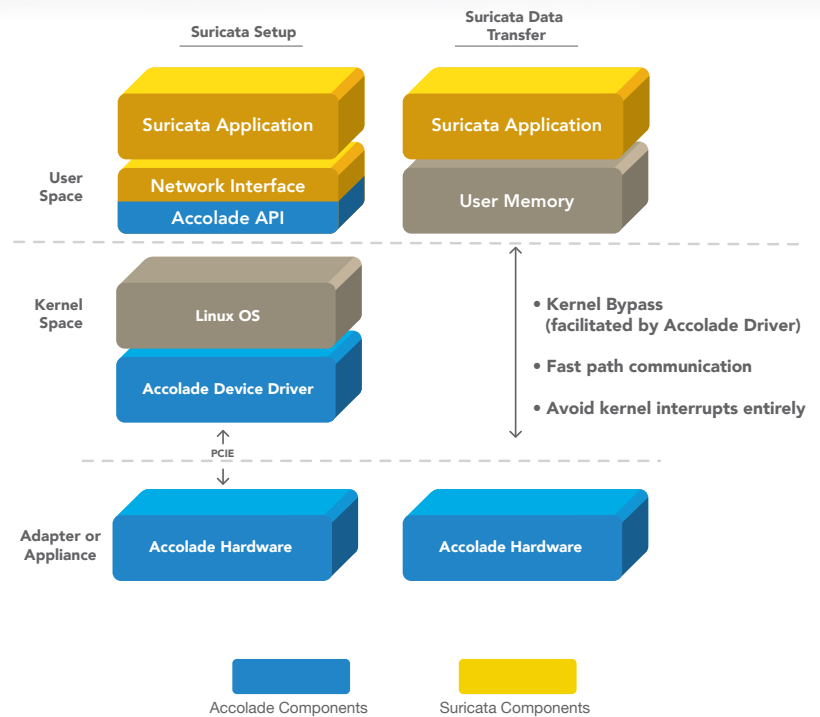 Suricata Setup
Suricata Data
Transfer
Suricata Application
Suricata Application
User
Space
Network Interface
Accolade API
User Memory
Kernel
Space
Linux OS
Accolade Device Driver
• Kernel Bypass
(facilitated by Accolade Driver)
• Fast path communication
• Avoid kernel interrupts entirely
PCIE
Adapter or
Appliance
Accolade Hardware
Accolade Hardware
Accolade Components
Suricata Components